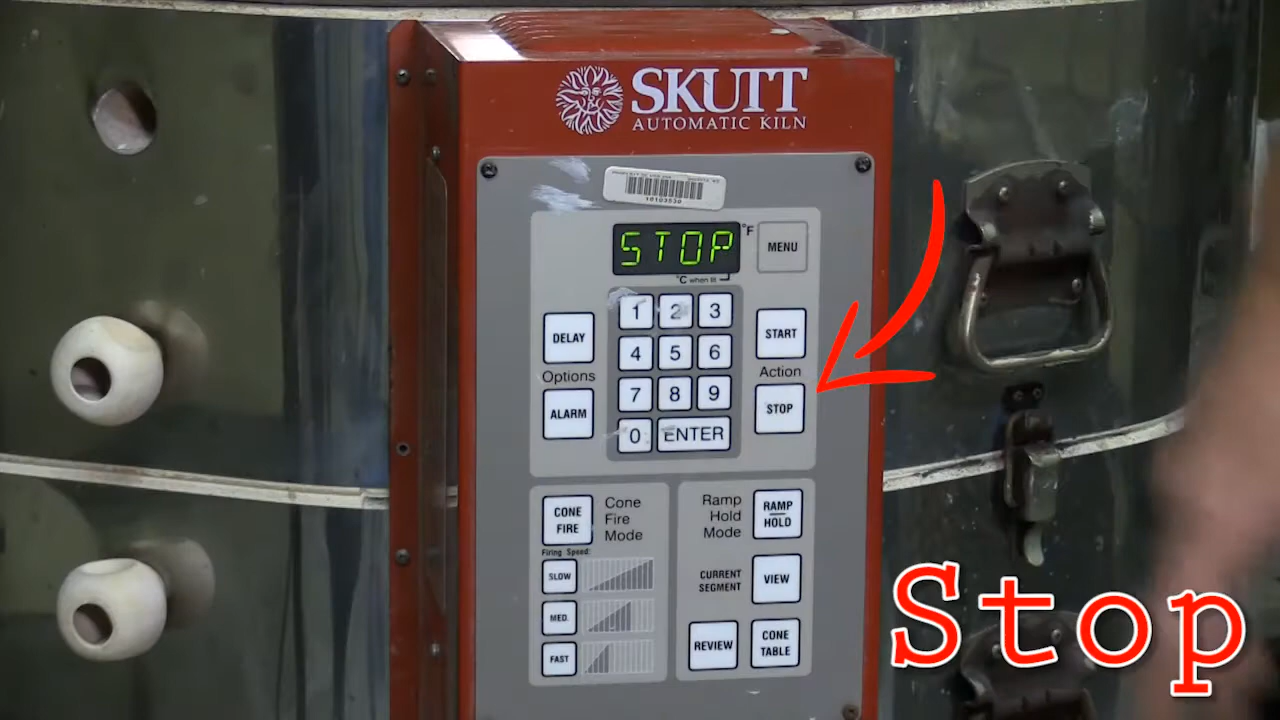 SKUTT
AUTOMATIC KILN
10103530
STOP
°F
MENU
°C when lit
1 2 3
DELAY
START
4 5 6
Options
Action
7 8 9
ALARM
STOP
0 ENTER
CONE
FIRE
Cone
Fire
Mode
Ramp
Hold
Mode
RAMP
HOLD
Firing Speed:
SLOW
CURRENT
SEGMENT
VIEW
MED.
REVIEW
CONE
TABLE
FAST
Stop